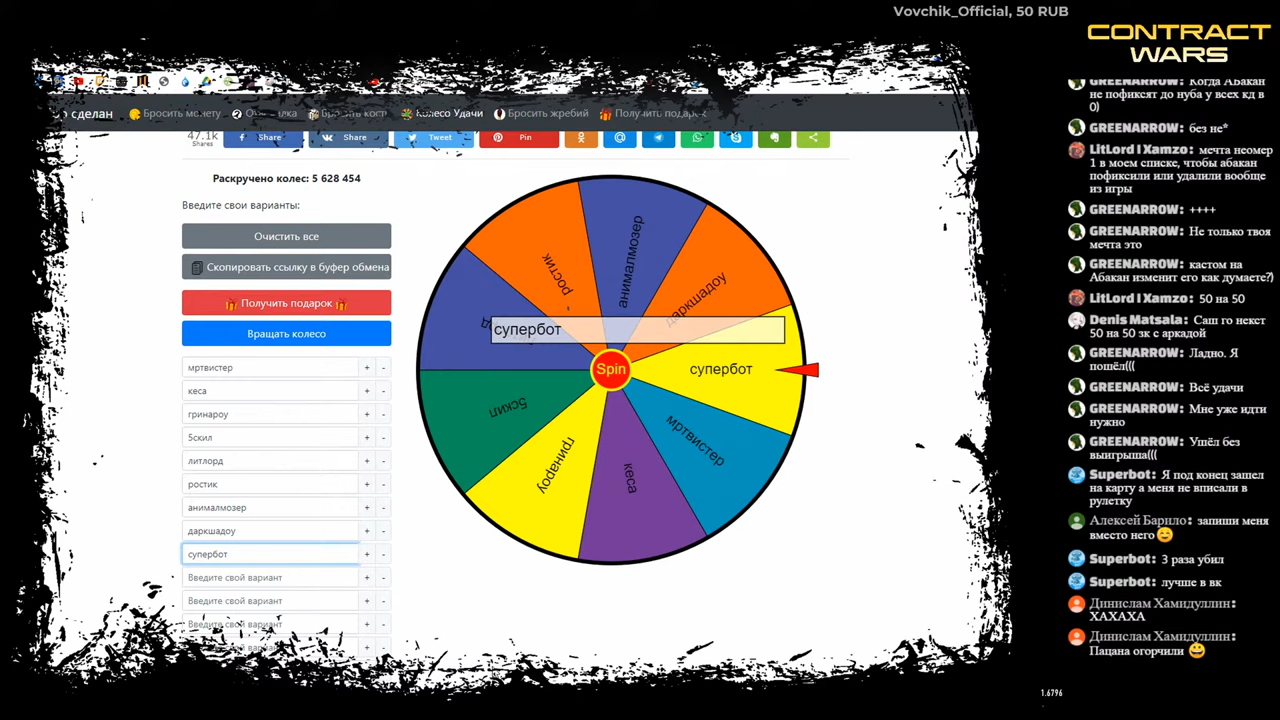 Vovchik_Official, 50 RUB
CONTRACT
WARS
сделан
Бросить монету
Бросить кости
Колесо Удачи
Бросить жребий
Получить подарок
47.1k
Shares
Share
Share
Tweet
Pin
Раскручено колес: 5 628 454
Введите свои варианты:
Очистить все
Скопировать ссылку в буфер обмена
Получить подарок
Вращать колесо
мртвистер + -
кеса + -
гринароу + -
5скил + -
литлорд + -
ростик + -
анималмозер + -
даркшадоу + -
супербот + -
Введите свой вариант + -
Введите свой вариант + -
Введите свой вариант + -
анималмозер
даркшадоу
супербот
мртвистер
кеса
гринароу
5скил
ростик
супербот
Spin
GREENARROW: Когда Абакан
не пофиксят до нуба у всех кд в
0)
GREENARROW: без не*
LitLord I Xamzo: мечта неомер
1 в моем списке, чтобы абакан
пофиксили или удалили вообще
из игры
GREENARROW: ++++
GREENARROW: Не только твоя
мечта это
GREENARROW: кастом на
Абакан изменит его как думаете?)
LitLord I Xamzo: 50 на 50
Denis Matsala: Саш го некст
50 на 50 зк с аркадой
GREENARROW: Ладно. Я
пошёл(((
GREENARROW: Всё удачи
GREENARROW: Мне уже идти
нужно
GREENARROW: Ушёл без
выигрыша(((
Superbot: Я под конец зашел
на карту а меня не вписали в
рулетку
Алексей Барило: запиши меня
вместо него 😊
Superbot: 3 раза убил
Superbot: лучше в вк
Динислам Хамидуллин:
ХАХАХА
Динислам Хамидуллин:
Пацана огорчили 😀
1.6796